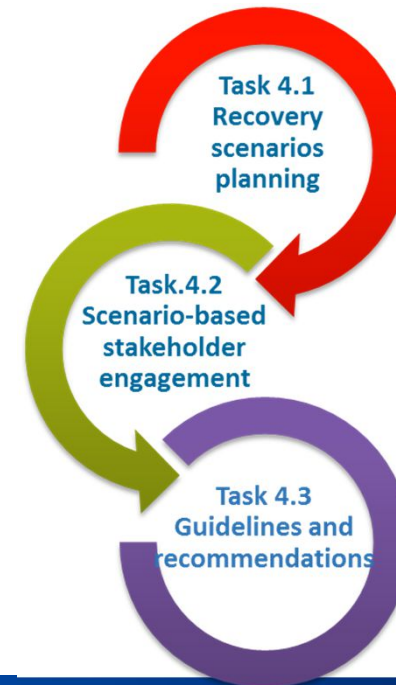 Task 4.1
Recovery
scenarios
planning
Task.4.2
Scenario-based
stakeholder
engagement
Task 4.3
Guidelines and
recommendations